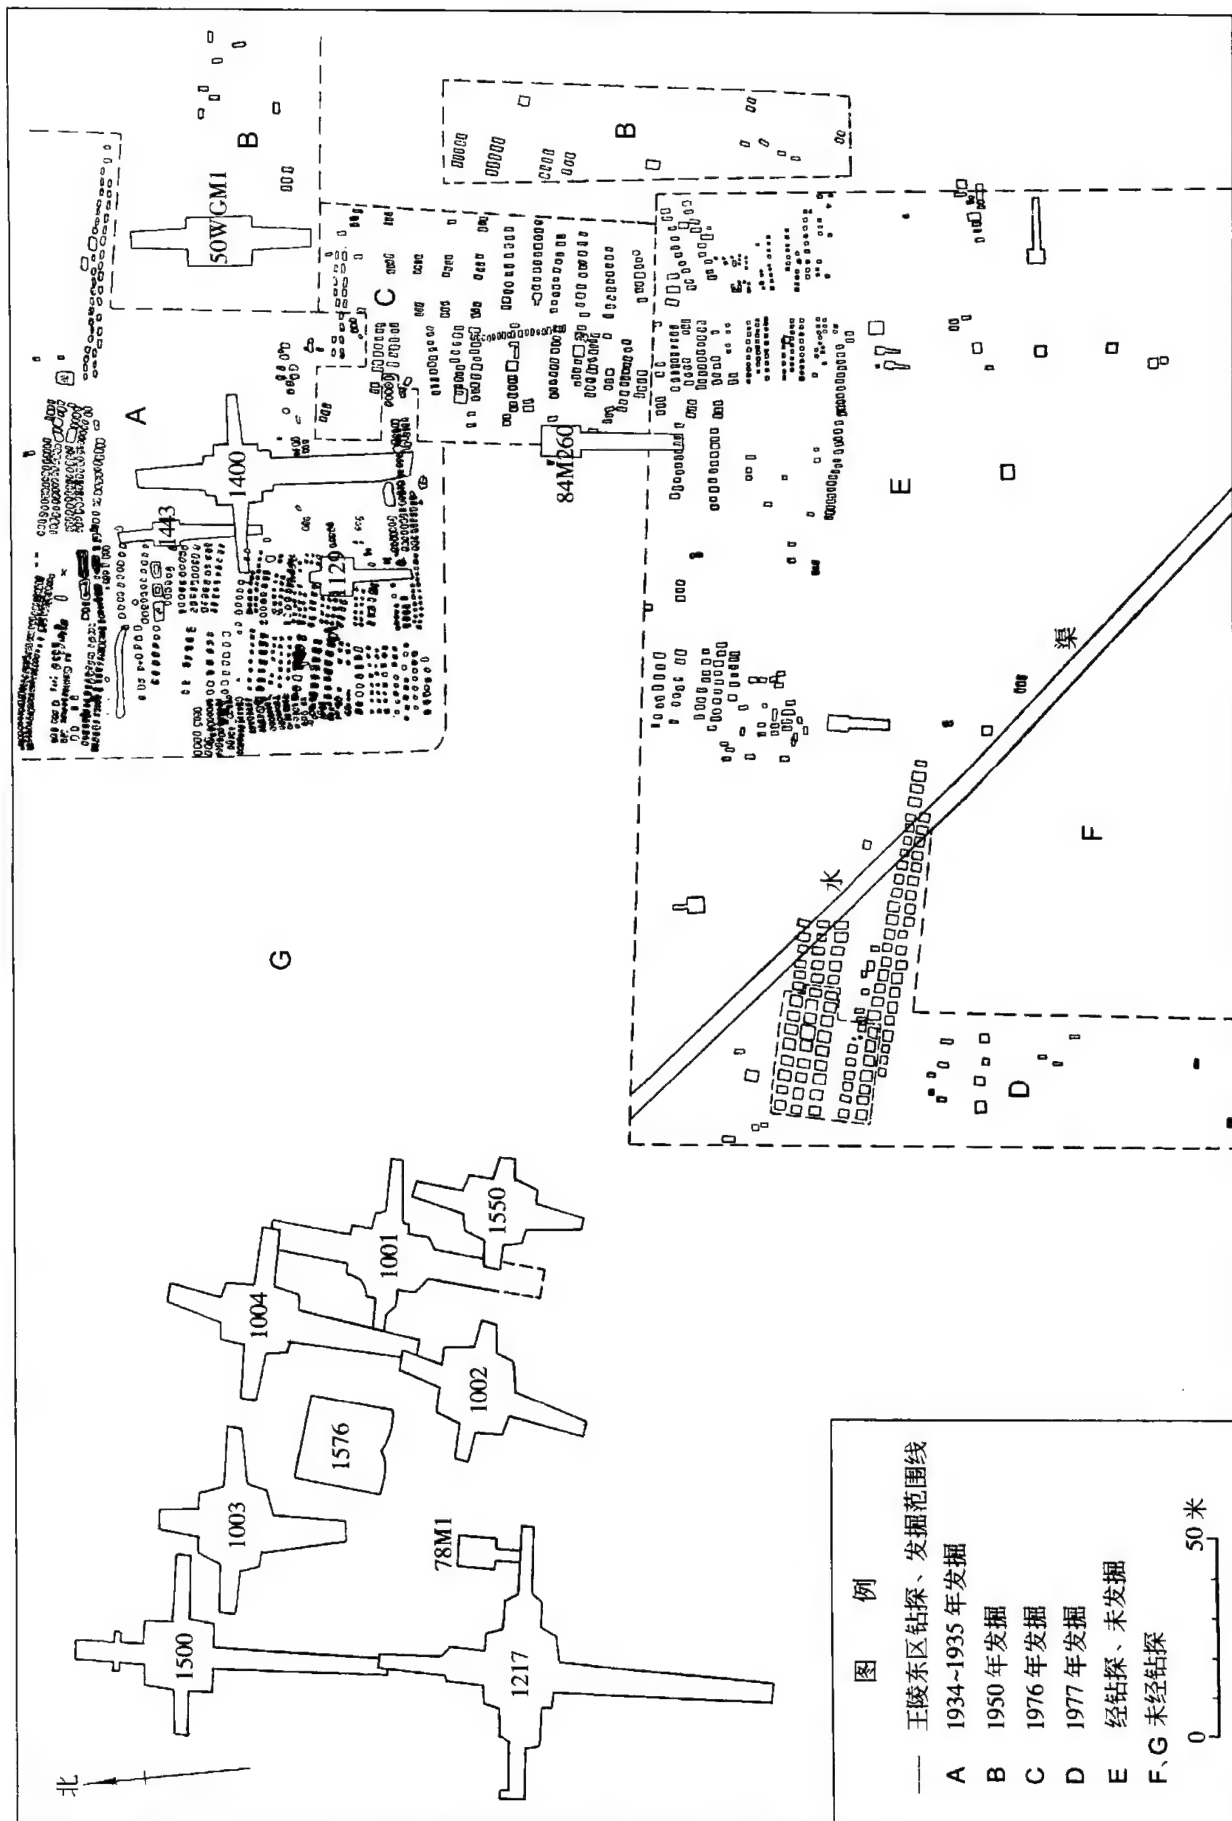 北
1500
1003
1217
78M1
1576
1004
1002
1001
1550
G
A
1443
1400
1129
50WGM1
B
C
84M260
B
E
水
渠
F
D
图 例
王陵东区钻探、发掘范围线
A 1934~1935 年发掘
B 1950 年发掘
C 1976 年发掘
D 1977 年发掘
E 经钻探、未发掘
F、G 未经钻探
0 50 米